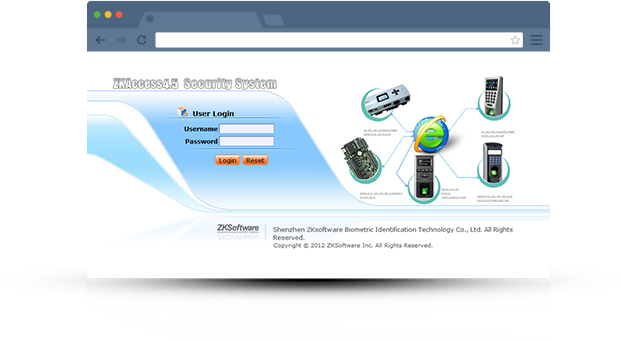 ZKAccess4.5 Security System
User Login
Username
Password
Login Reset
ZKSoftware
Shenzhen ZKsoftware Biometric Identification Technology Co., Ltd. All Rights
Reserved.
Copyright © 2012 ZKSoftware Inc. All Rights Reserved.